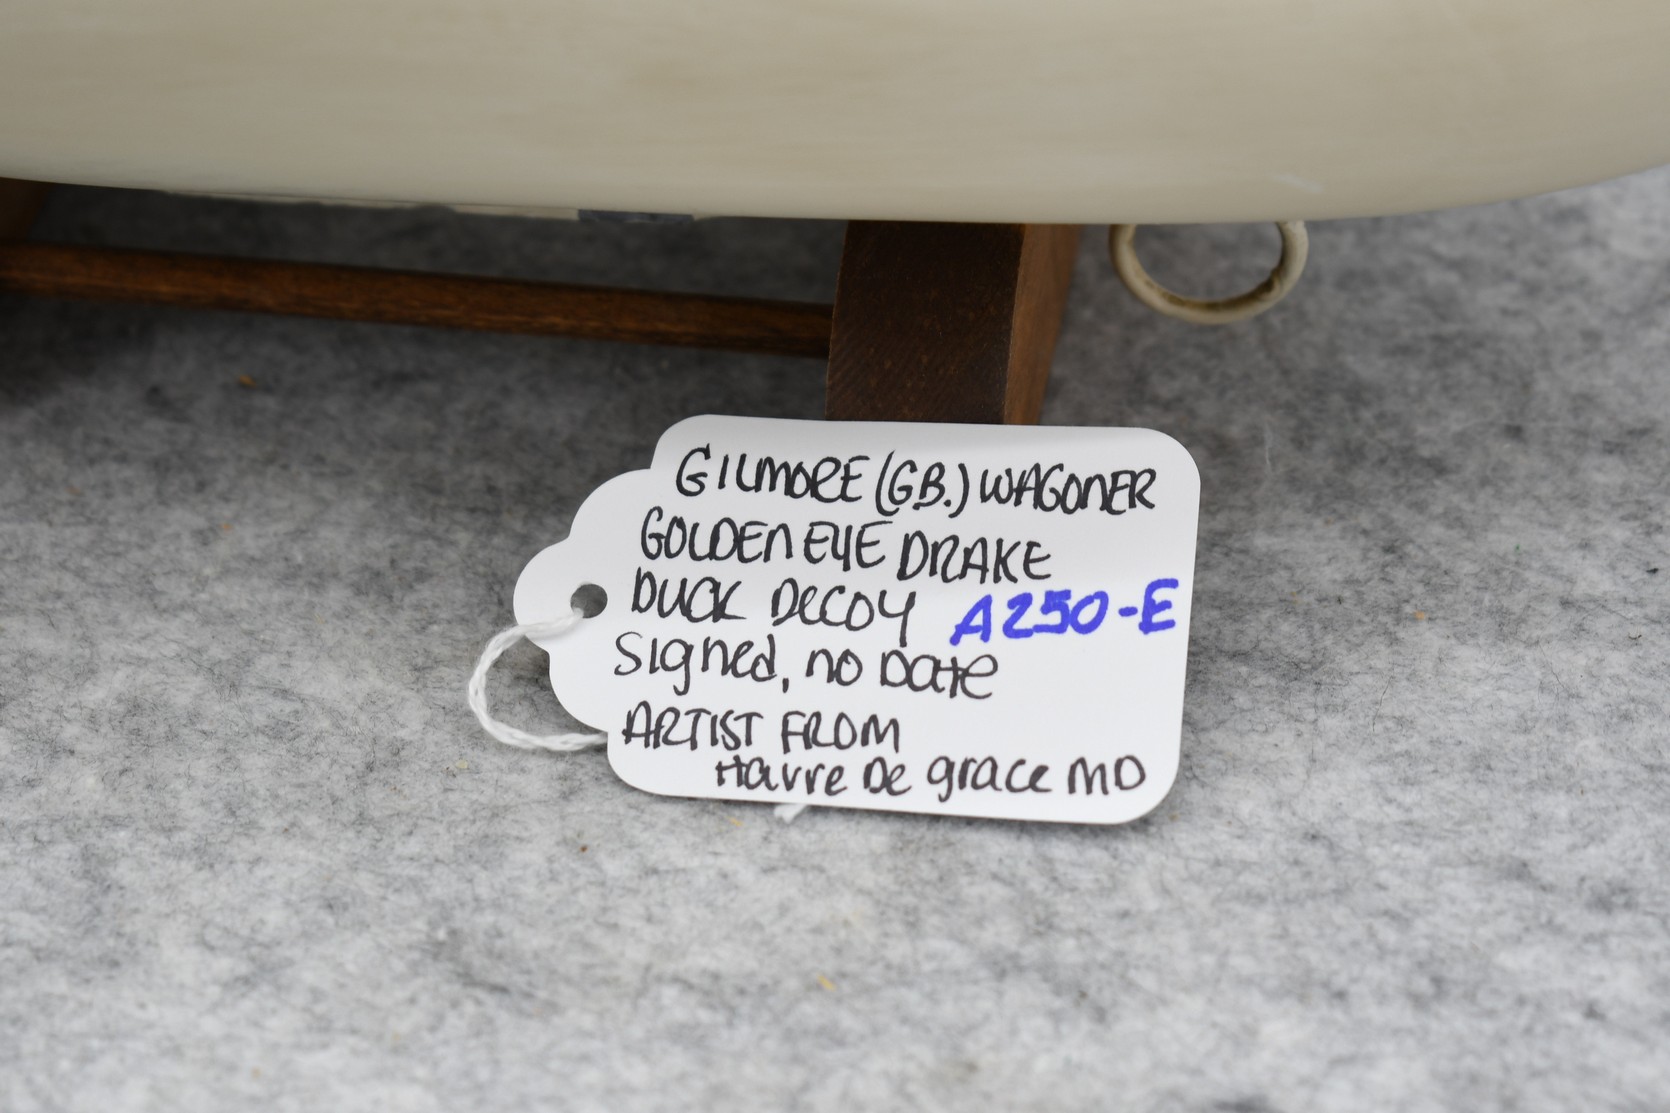 GILMORE (G.B.) WAGONER
GOLDEN EYE DRAKE
DUCK DECOY A250-E
Signed, no Date
ARTIST FROM
Havre De grace MD